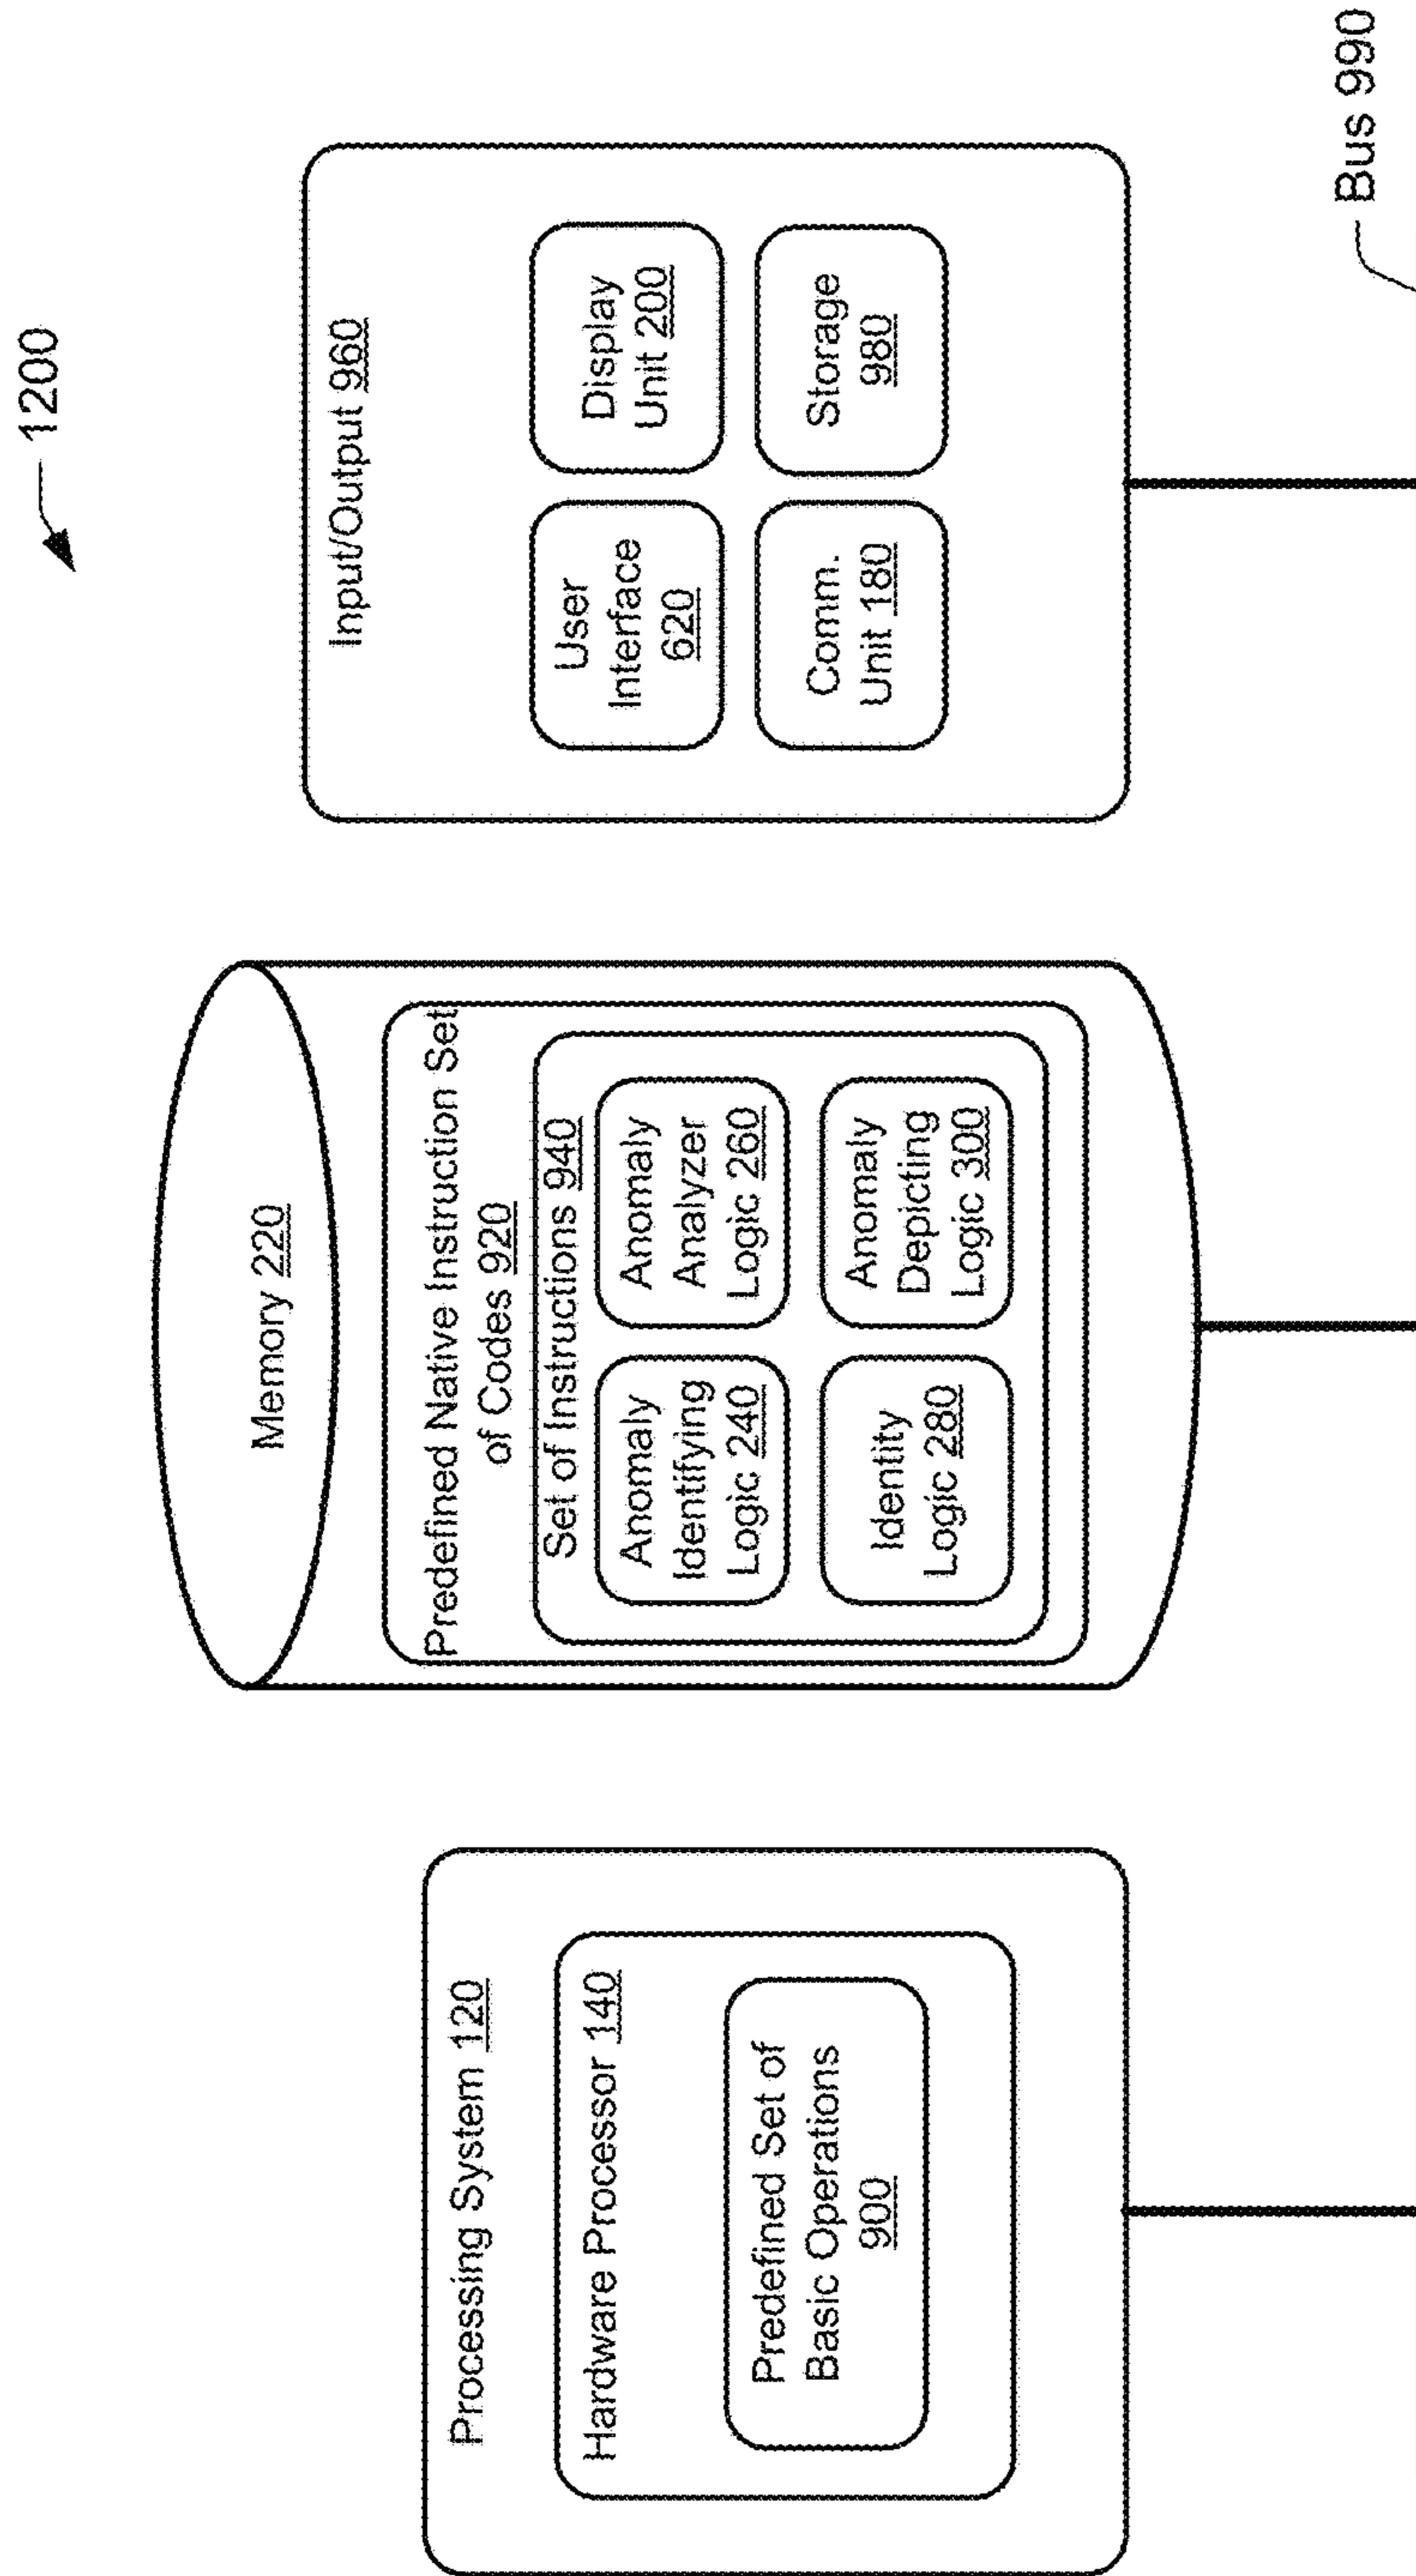 1200
Processing System 120
Hardware Processor 140
Predefined Set of
Basic Operations
900
Memory 220
Predefined Native Instruction Set
of Codes 920
Set of Instructions 940
Anomaly
Identifying
Logic 240
Anomaly
Analyzer
Logic 260
Identity
Logic 280
Anomaly
Depicting
Logic 300
Input/Output 960
User
Interface
620
Display
Unit 200
Comm.
Unit 180
Storage
980
Bus 990